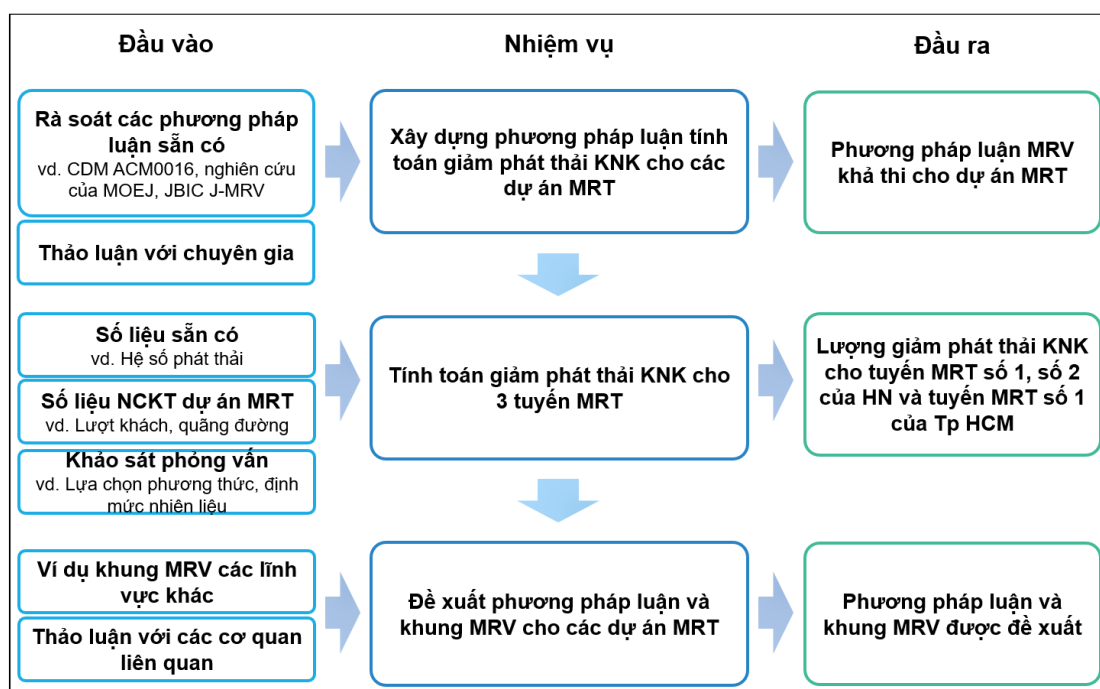 Đầu vào
Nhiệm vụ
Đầu ra
Rà soát các phương pháp
luận sẵn có
vd. CDM ACM0016, nghiên cứu
của MOEJ, JBIC J-MRV
Thảo luận với chuyên gia
Xây dựng phương pháp luận tính
toán giảm phát thải KNK cho các
dự án MRT
Phương pháp luận MRV
khả thi cho dự án MRT
Số liệu sẵn có
vd. Hệ số phát thải
Số liệu NCKT dự án MRT
vd. Lượt khách, quãng đường
Khảo sát phỏng vấn
vd. Lựa chọn phương thức, định
mức nhiên liệu
Tính toán giảm phát thải KNK cho
3 tuyến MRT
Lượng giảm phát thải KNK
cho tuyến MRT số 1, số 2
của HN và tuyến MRT số 1
của Tp HCM
Ví dụ khung MRV các lĩnh
vực khác
Thảo luận với các cơ quan
liên quan
Đề xuất phương pháp luận và
khung MRV cho các dự án MRT
Phương pháp luận và
khung MRV được đề xuất